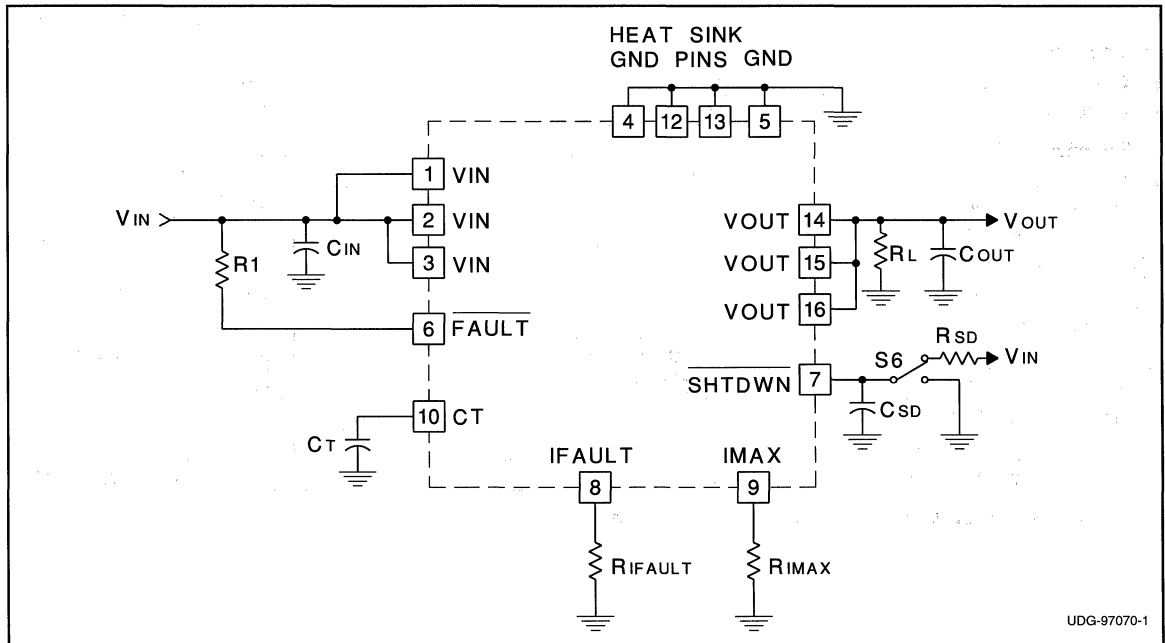 HEAT SINK
GND PINS GND
4 12 13 5
1 VIN
VIN
2 VIN
CIN
R1
3 VIN
6 FAULT
10 CT
CT
VOUT 14
VOUT
RL
COUT
VOUT 15
VOUT 16
RSD
VIN
S6
SHTDWN 7
CSD
IFAULT
IMAX
8
9
RIFAULT
RIMAX
UDG-97070-1